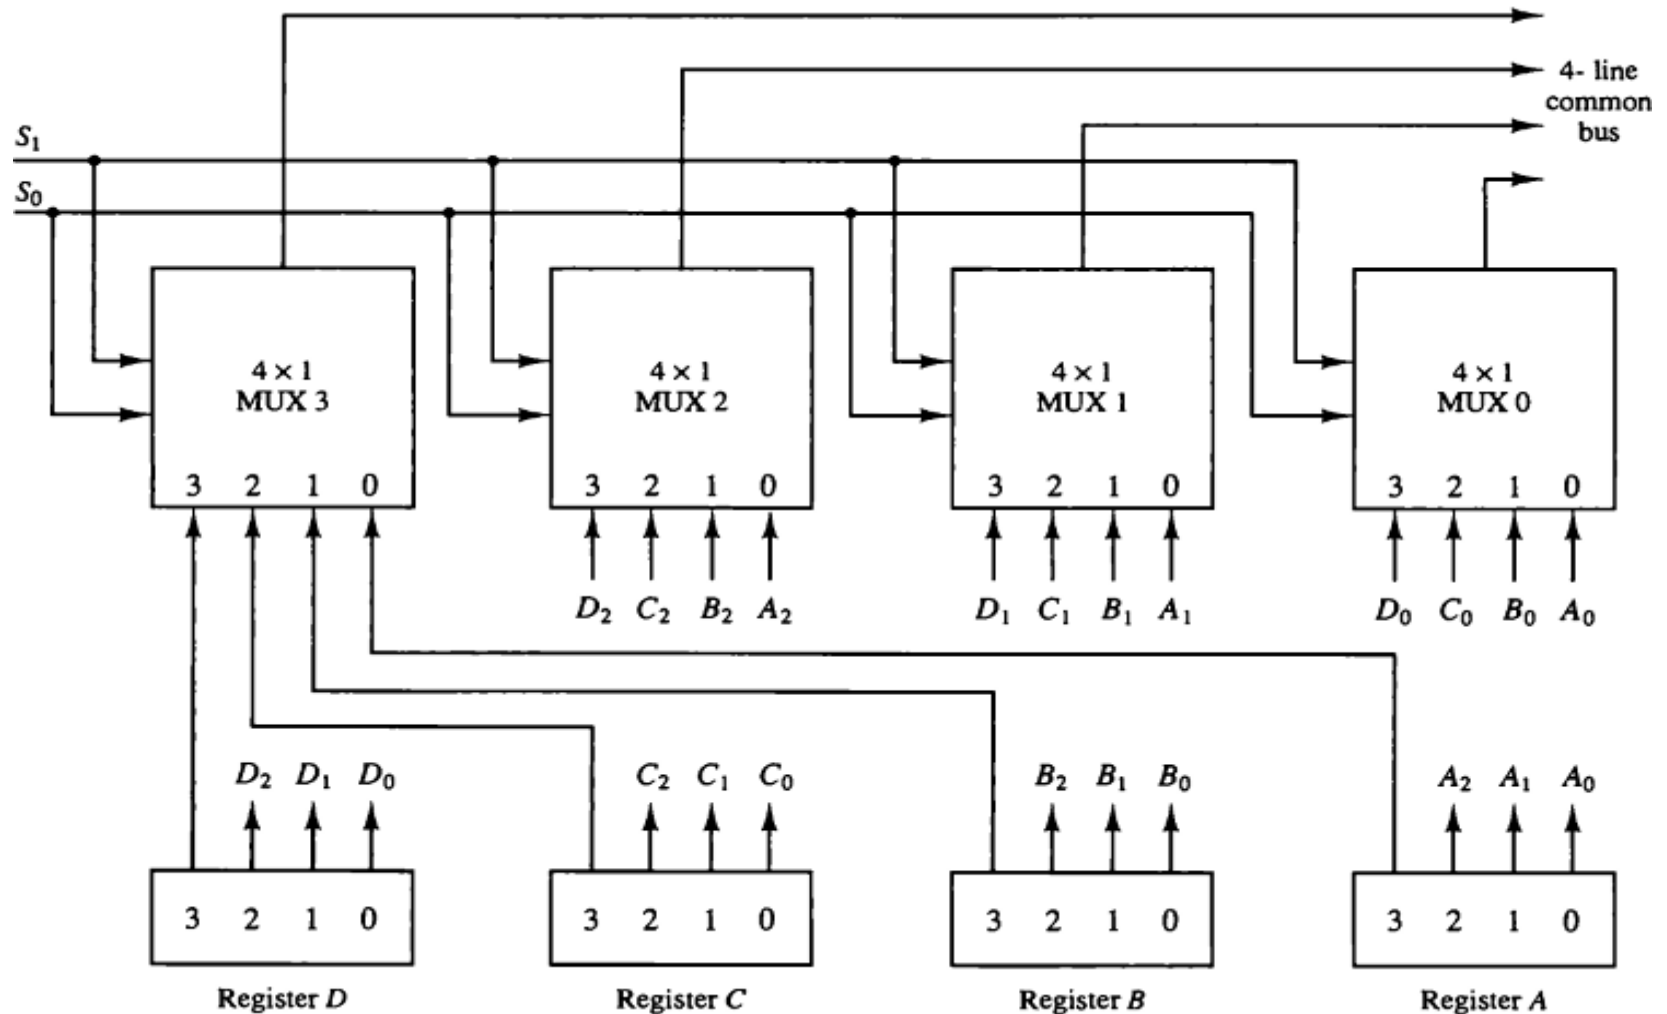 4- line
common
bus
S₁
S₀
4 × 1
MUX 3
4 × 1
MUX 2
4 × 1
MUX 1
4 × 1
MUX 0
3 2 1 0
3 2 1 0
3 2 1 0
3 2 1 0
D₂ C₂ B₂ A₂
D₁ C₁ B₁ A₁
D₀ C₀ B₀ A₀
D₂ D₁ D₀
C₂ C₁ C₀
B₂ B₁ B₀
A₂ A₁ A₀
3 2 1 0
3 2 1 0
3 2 1 0
3 2 1 0
Register D
Register C
Register B
Register A